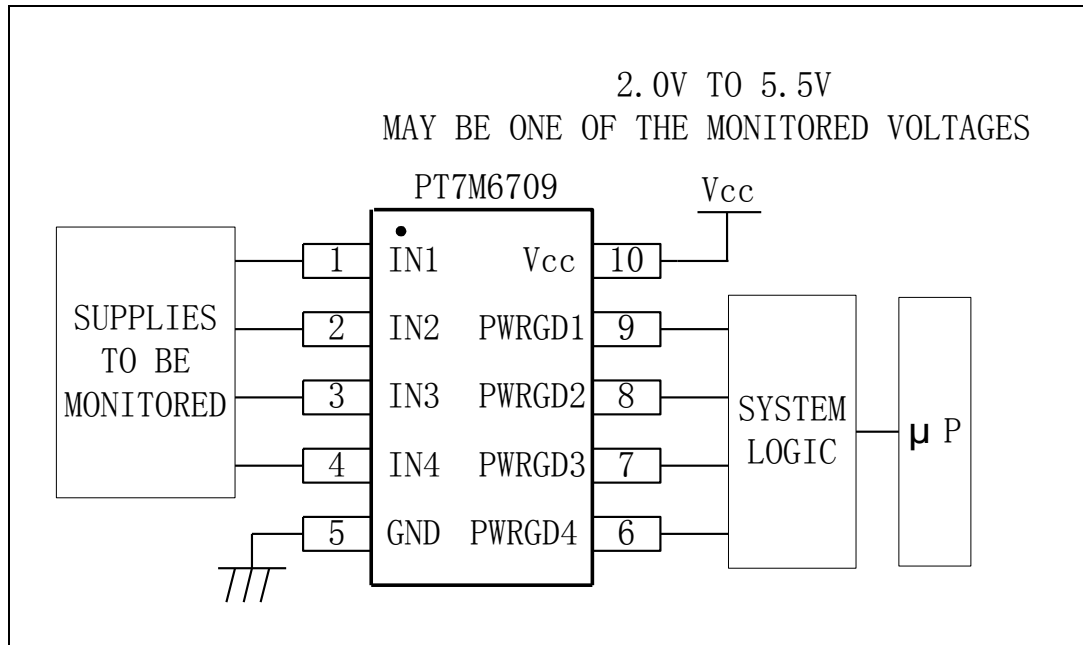 2.0V TO 5.5V
MAY BE ONE OF THE MONITORED VOLTAGES
PT7M6709
Vcc
SUPPLIES
TO BE
MONITORED
1 IN1 Vcc 10
2 IN2 PWRGD1 9
3 IN3 PWRGD2 8
4 IN4 PWRGD3 7
5 GND PWRGD4 6
SYSTEM
LOGIC
μ P